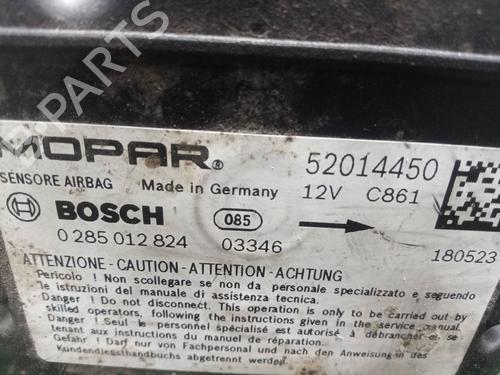 B-PARTS
MOPAR® 52014450
SENSORE AIRBAG Made in Germany 12V C861
BOSCH 085
0 285 012 824 03346 180523
ATTENZIONE-CAUTION-ATTENTION-ACHTUNG
Pericolo ! Non scollegare se non da personale specializzato e seguendo
le istruzioni del manuale di assistenza tecnica.
Danger ! Do not disconnect. This operation is only to be carried out by
skilled operators, following the instructions given in the service manual.
Danger ! Seul le personnel spécialisé est autorisé à débrancher en se
tenant aux instructions du manuel de réparation.
Gefahr ! Darf nur von Fachpersonal und nach den Anweisung in des
Kundendiesthandbuchs abgetrennt werden.